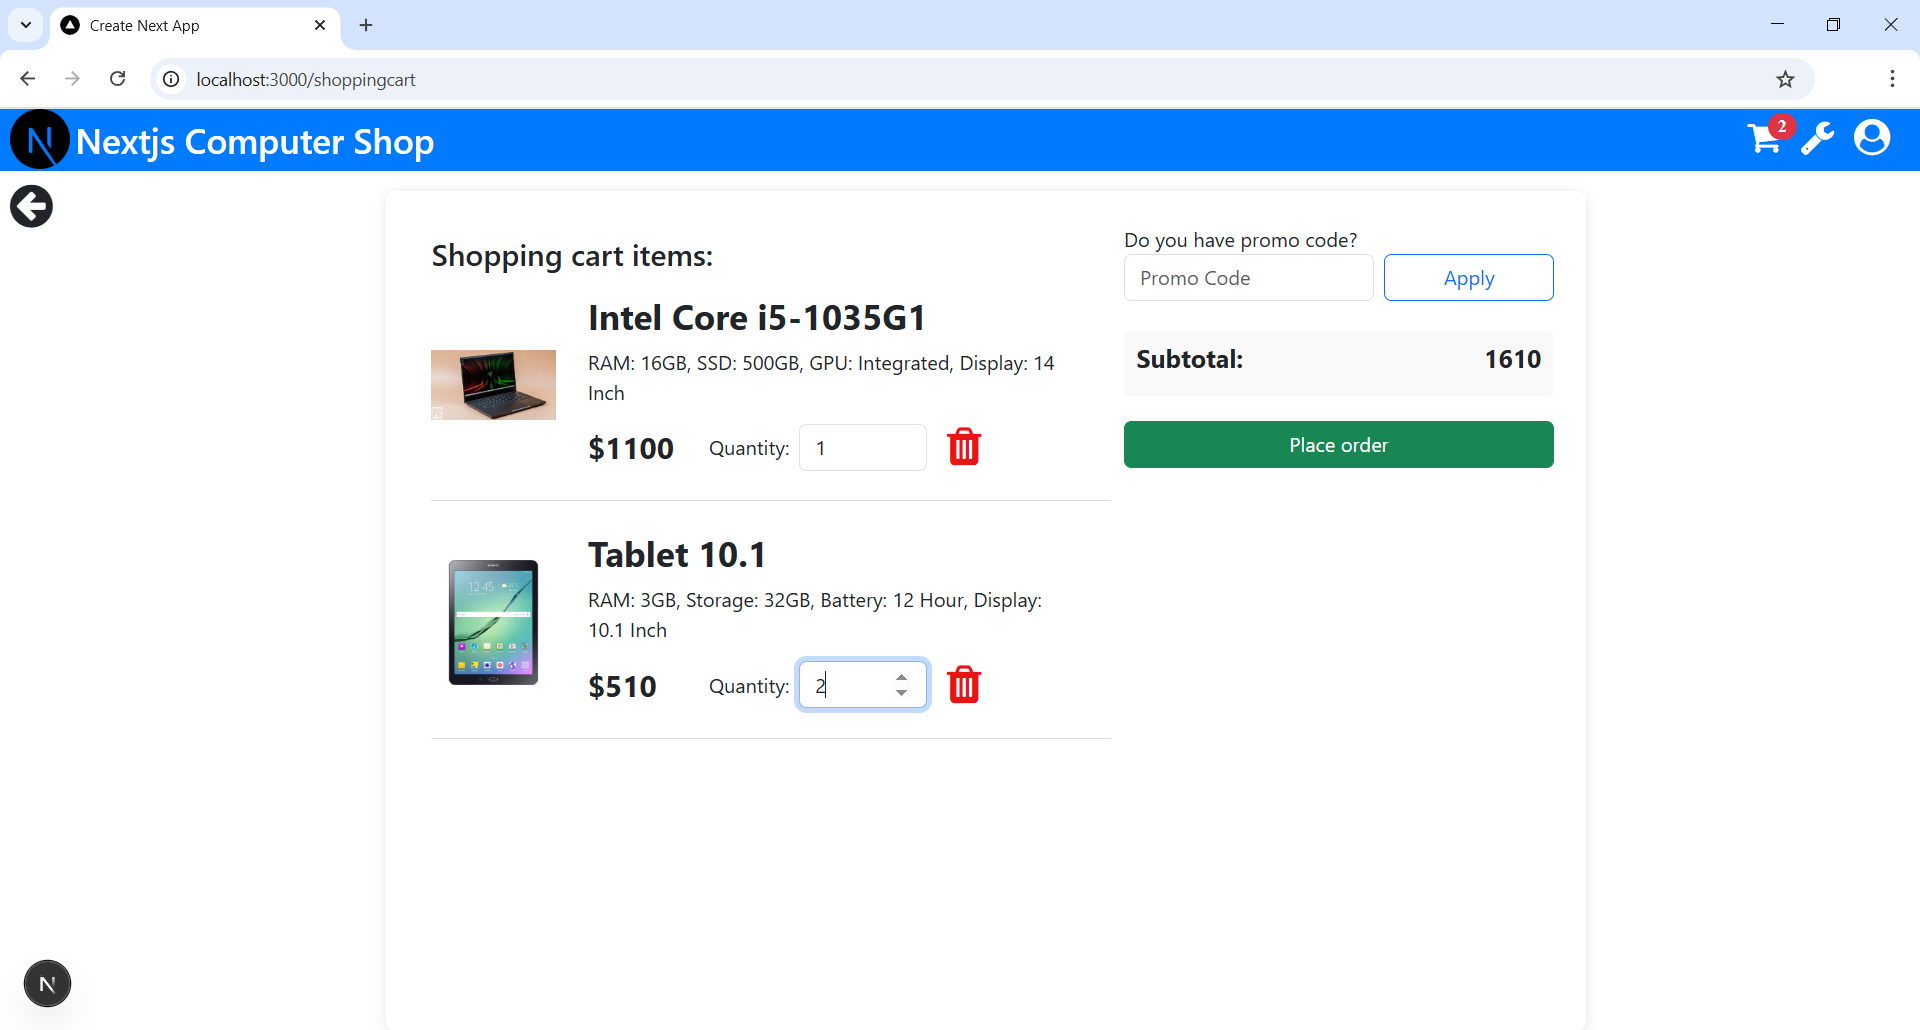 Create Next App
localhost:3000/shoppingcart
N Nextjs Computer Shop
2
Shopping cart items:
Do you have promo code?
Promo Code
Apply
Intel Core i5-1035G1
RAM: 16GB, SSD: 500GB, GPU: Integrated, Display: 14
Inch
$1100 Quantity: 1
Subtotal: 1610
Place order
Tablet 10.1
RAM: 3GB, Storage: 32GB, Battery: 12 Hour, Display:
10.1 Inch
12:45
$510 Quantity: 2
N